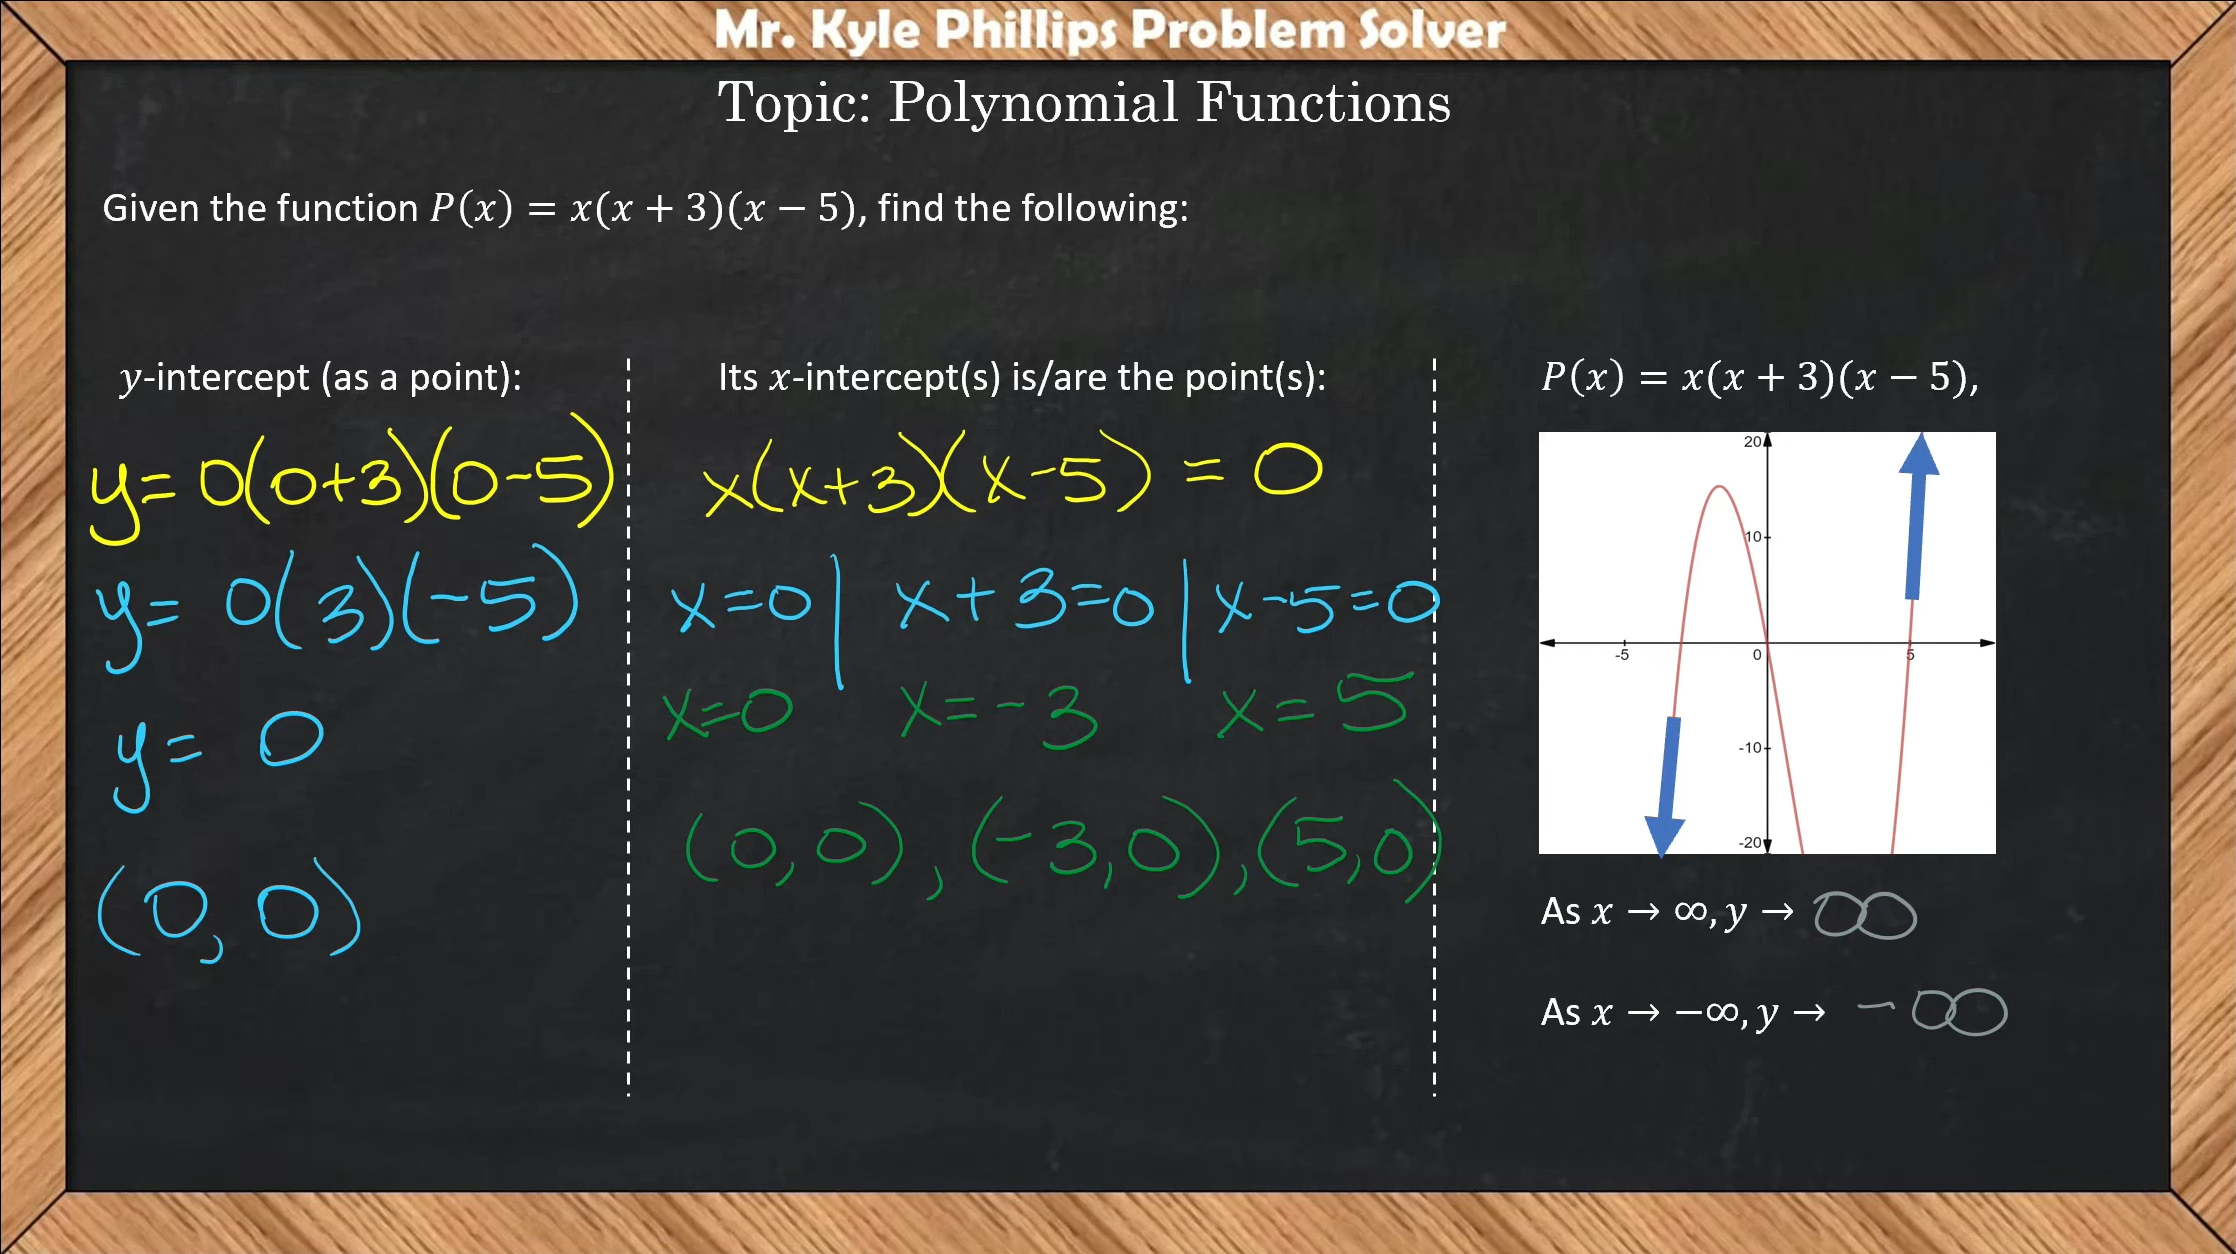 Mr. Kyle Phillips Problem Solver
Topic: Polynomial Functions
Given the function P(x) = x(x + 3)(x − 5), find the following:
y-intercept (as a point):
y= 0(0+3)(0-5)
y= 0(3)(-5)
y= 0
(0,0)
Its x-intercept(s) is/are the point(s):
x(x+3)(x-5) = 0
x=0 | x+3=0 | x-5=0
x=0 x=-3 x=5
(0,0), (-3,0), (5,0)
P(x) = x(x + 3)(x − 5),
20
10
-5 0 5
-10
-20
As x → ∞, y → ∞
As x → −∞, y → -∞